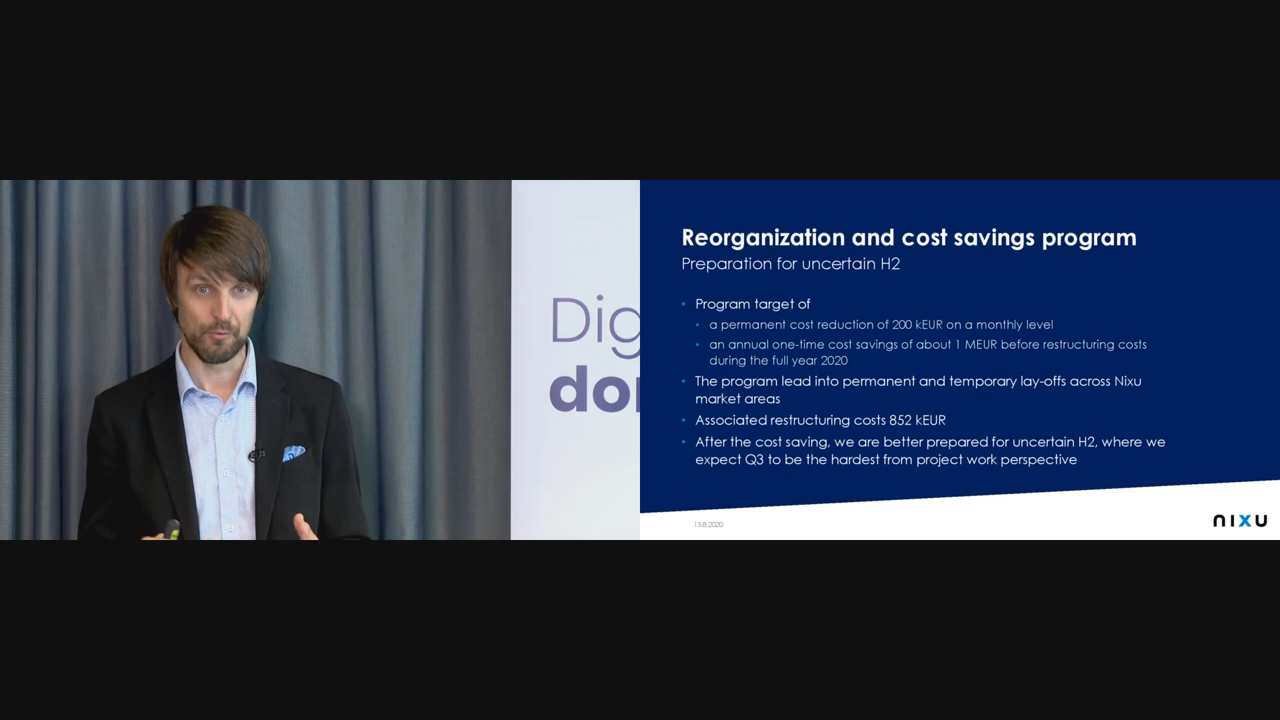 Dig
do
Reorganization and cost savings program
Preparation for uncertain H2
• Program target of
• a permanent cost reduction of 200 kEUR on a monthly level
• an annual one-time cost savings of about 1 MEUR before restructuring costs
during the full year 2020
• The program lead into permanent and temporary lay-offs across Nixu
market areas
• Associated restructuring costs 852 kEUR
• After the cost saving, we are better prepared for uncertain H2, where we
expect Q3 to be the hardest from project work perspective
13.8.2020
nixu